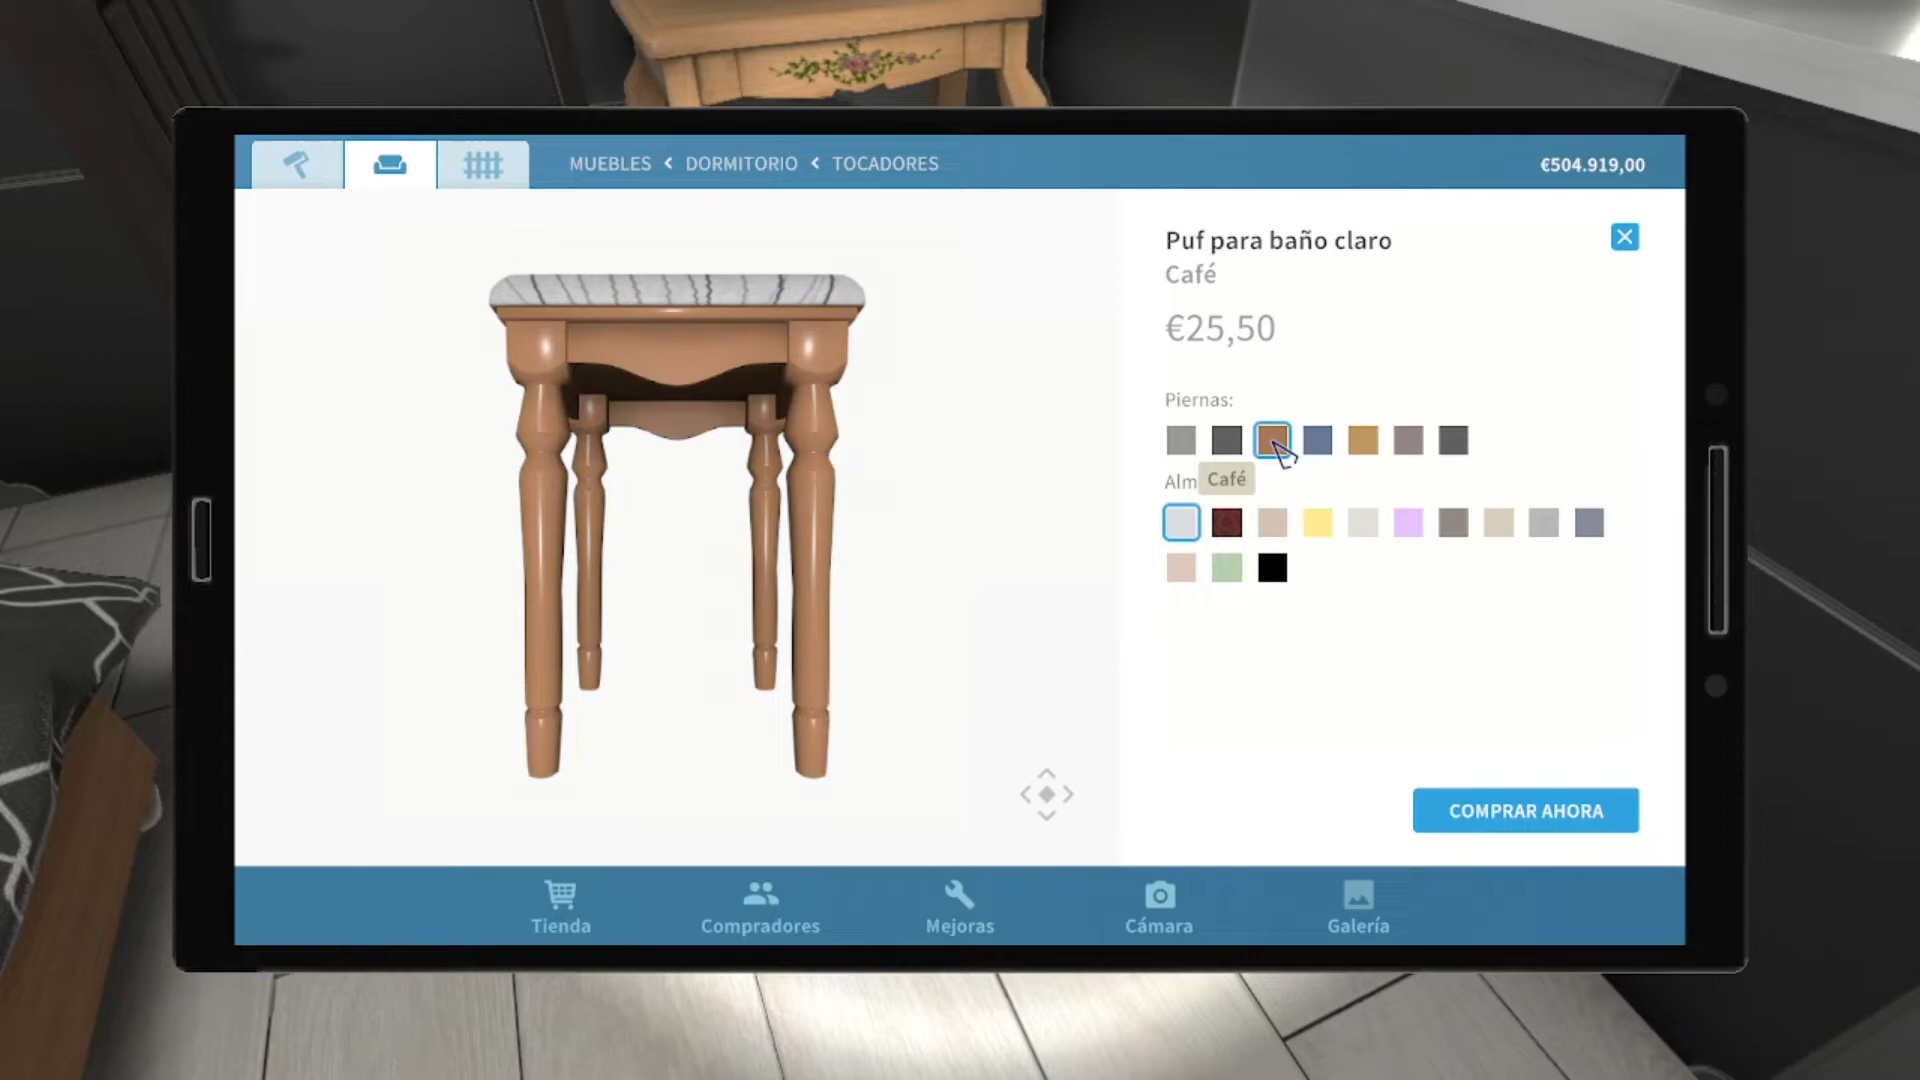 MUEBLES < DORMITORIO < TOCADORES
€504.919,00
Puf para baño claro
Café
€25,50
Piernas:
Alm
Café
COMPRAR AHORA
Tienda
Compradores
Mejoras
Cámara
Galería